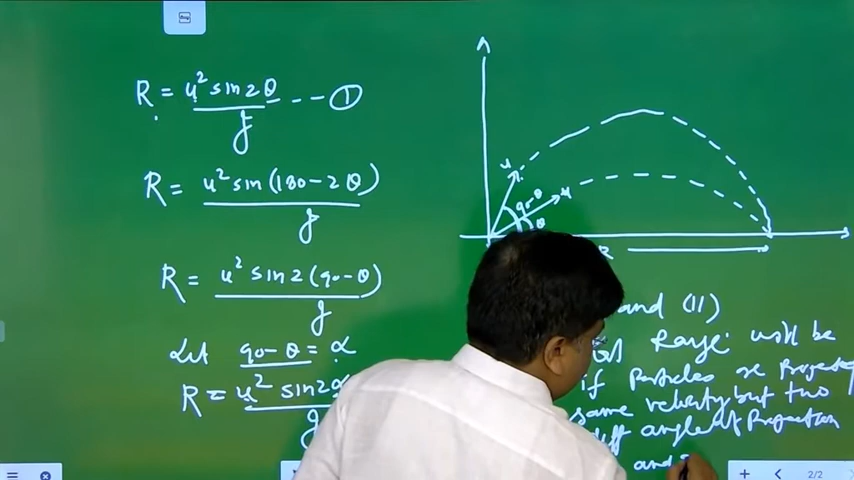 R = u² sin 2θ ---- ①
g
R = u² sin (180 - 2θ)
g
R = u² sin 2 (90 - θ)
g
Let 90 - θ = α
R = u² sin 2α
g
u
90-θ
u
θ
R
and (II)
Range will be
if Particles are Projected
same velocity but two
diff angle of Projection
and
2/2